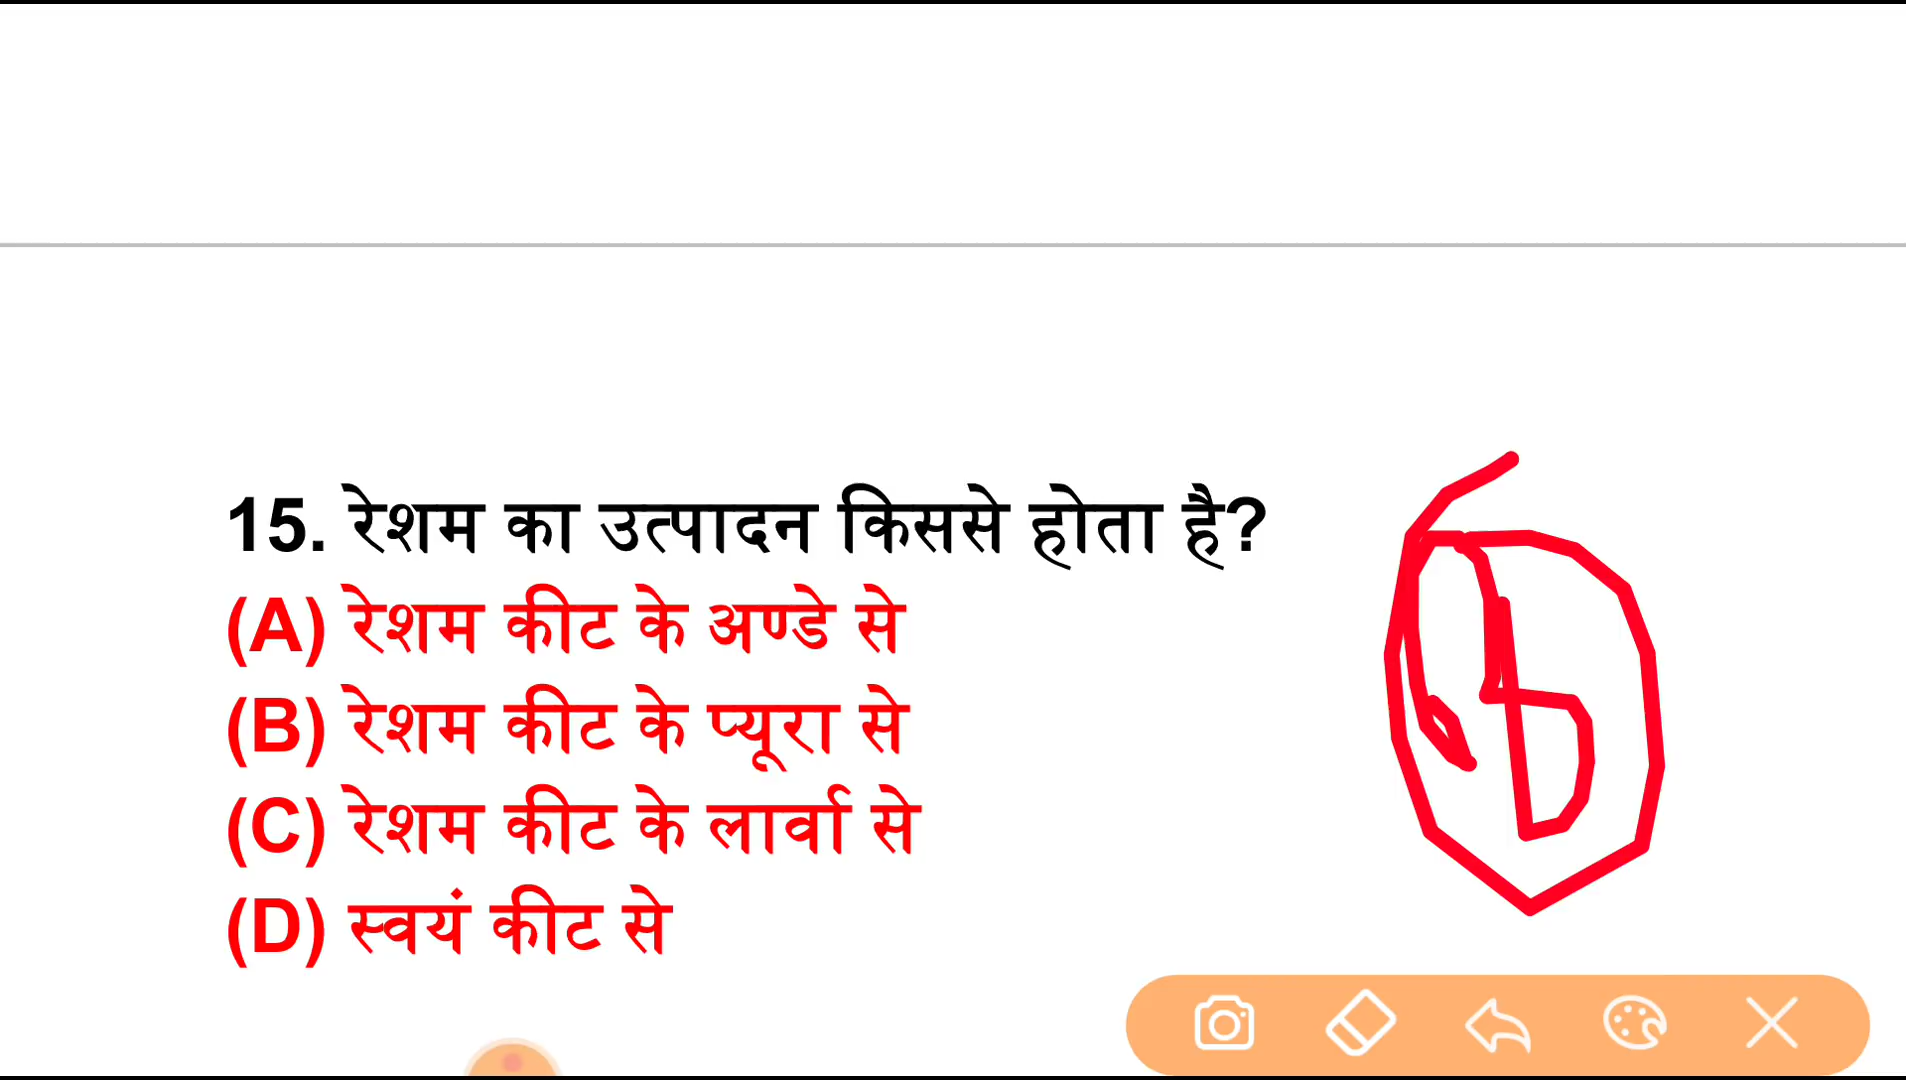 15. रेशम का उत्पादन किससे होता है?
(A) रेशम कीट के अण्डे से
(B) रेशम कीट के प्यूरा से
(C) रेशम कीट के लार्वा से
(D) स्वयं कीट से